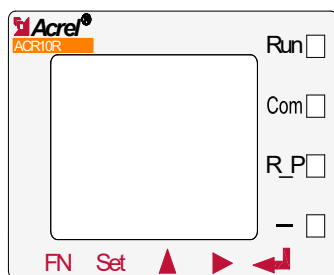 Acrel®
ACR10R
Run
Com
R_P
–
FN Set